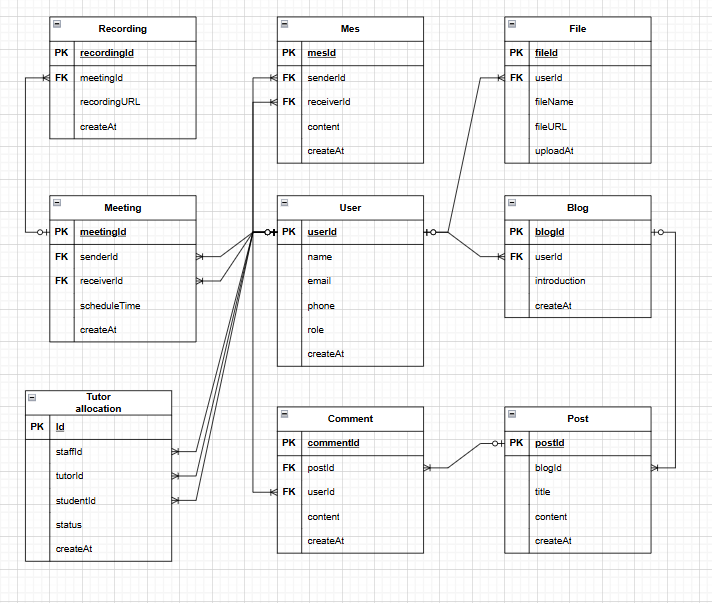 Recording
PK recordingId
FK meetingId
recordingURL
createAt
Mes
PK mesId
FK senderId
FK receiverId
content
createAt
File
PK fileId
FK userId
fileName
fileURL
uploadAt
Meeting
PK meetingId
FK senderId
FK receiverId
scheduleTime
createAt
User
PK userId
name
email
phone
role
createAt
Blog
PK blogId
FK userId
introduction
createAt
Tutor
allocation
PK Id
staffId
tutorId
studentId
status
createAt
Comment
PK commentId
FK postId
FK userId
content
createAt
Post
PK postId
blogId
title
content
createAt